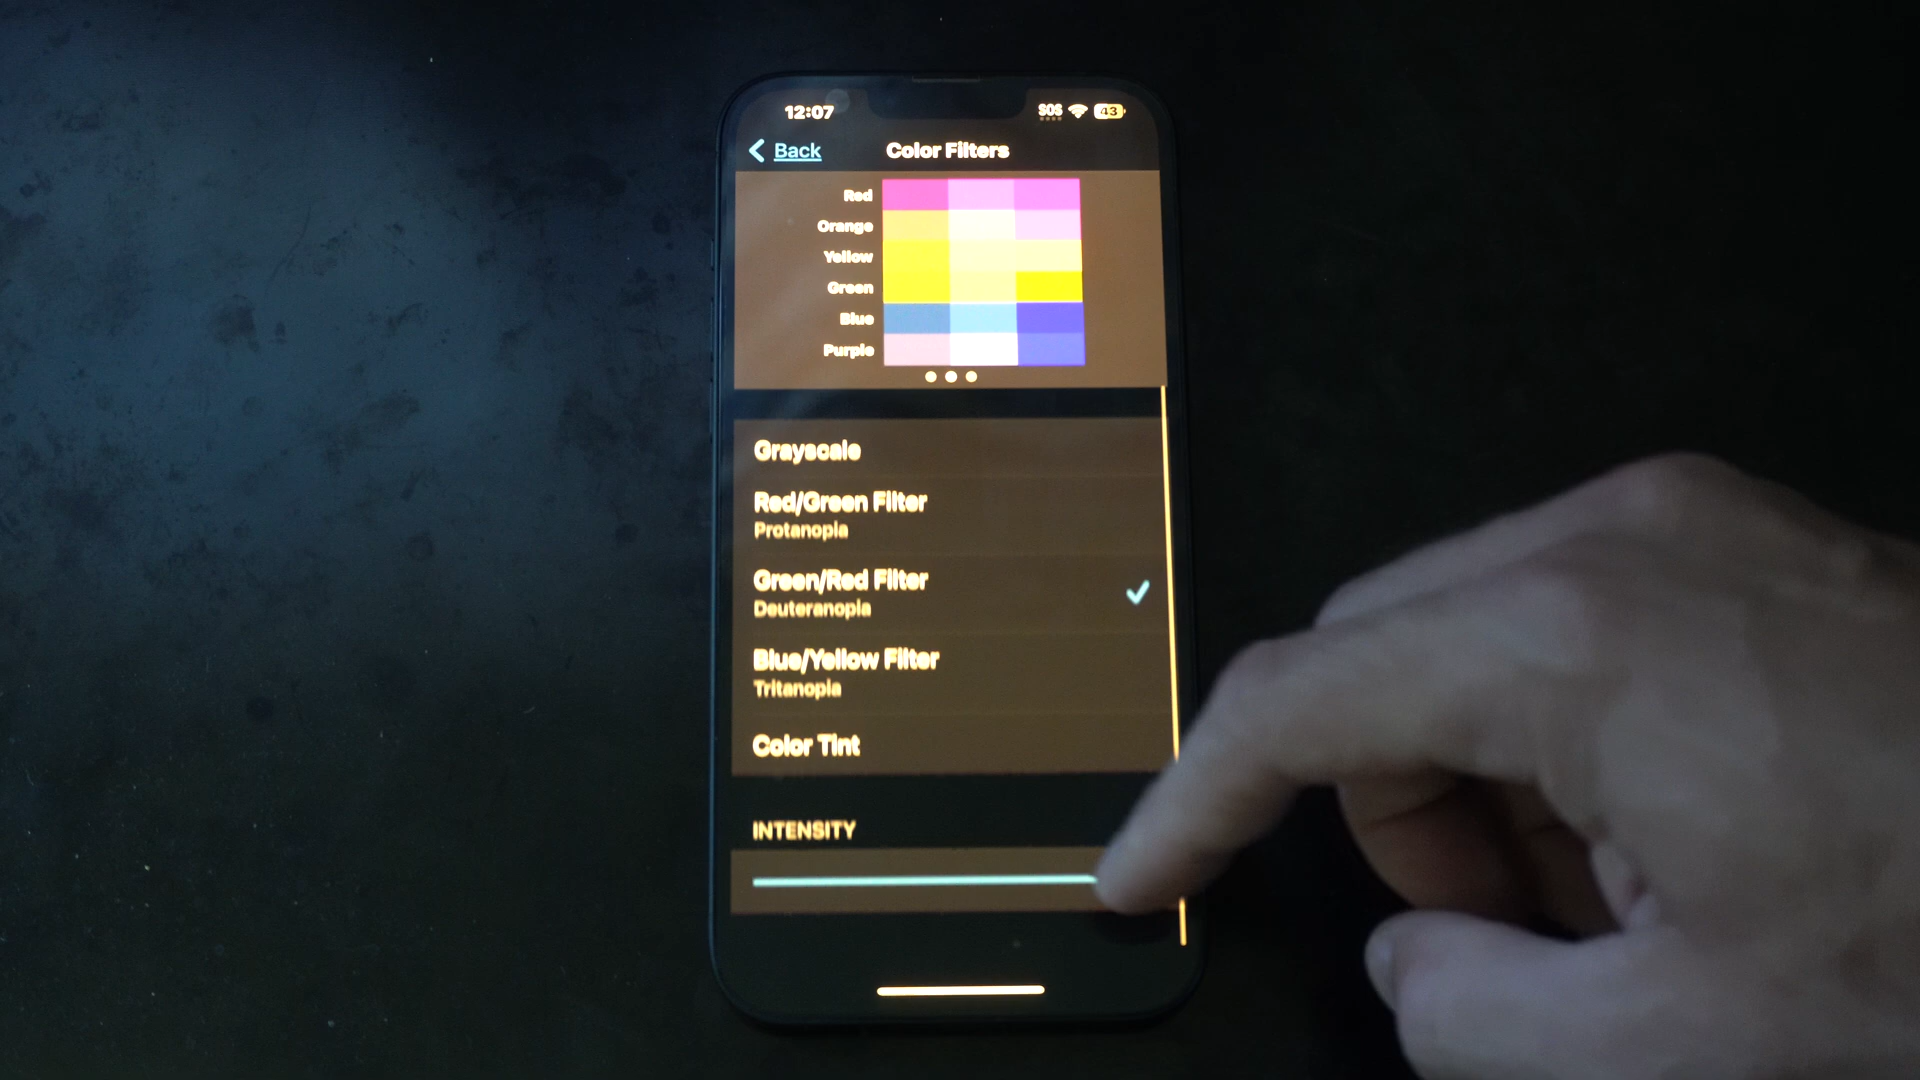 12:07 SOS 43
Back Color Filters
Red
Orange
Yellow
Green
Blue
Purple
Grayscale
Red/Green Filter
Protanopia
Green/Red Filter
Deuteranopia
Blue/Yellow Filter
Tritanopia
Color Tint
INTENSITY